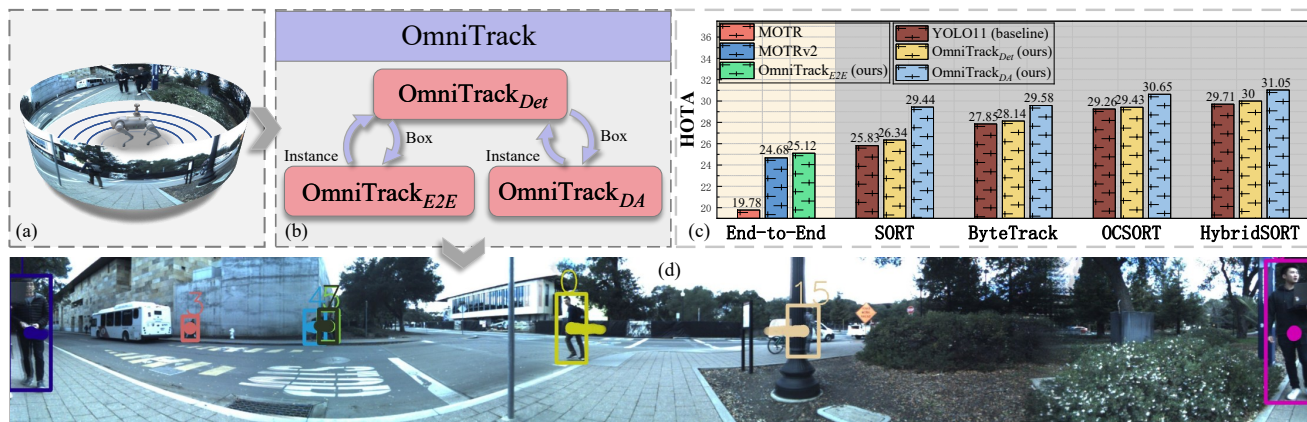 (a)
OmniTrack
OmniTrack_Det
Instance
Box
Instance
Box
OmniTrack_E2E
OmniTrack_DA
(b)
HOTA
36
34
32
30
28
26
24
22
20
MOTR
MOTRv2
OmniTrack_E2E (ours)
YOLO11 (baseline)
OmniTrack_Det (ours)
OmniTrack_DA (ours)
19.78
24.68
25.12
25.83
26.34
29.44
27.85
28.14
29.58
29.26
29.43
30.65
29.71
30
31.05
(c)
End-to-End
SORT
ByteTrack
OCSORT
HybridSORT
(d)
3
4
0
15